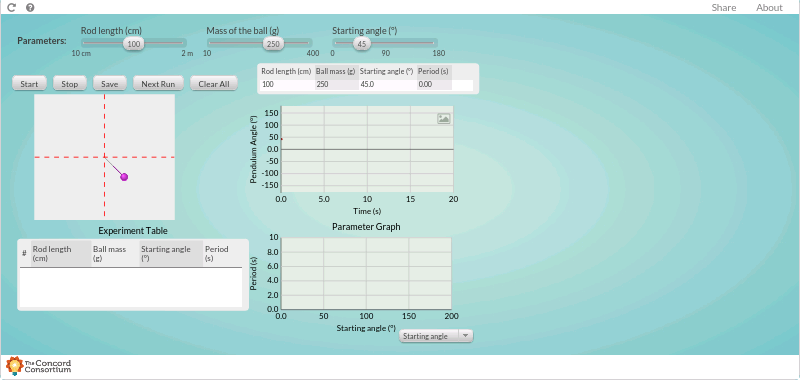 Share About
Parameters:
Rod length (cm) Mass of the ball (g) Starting angle (°)
100 250 45
10 cm 2 m 10 400 0 90 180
Start Stop Save Next Run Clear All
Rod length (cm) Ball mass (g) Starting angle (°) Period (s)
100 250 45.0 0.00
Pendulum Angle (°)
150
100
50
0.0
-50
-100
-150
0.0 5.0 10 15 20
Time (s)
Experiment Table
# Rod length (cm) Ball mass (g) Starting angle (°) Period (s)
Parameter Graph
Period (s)
10
8.0
6.0
4.0
2.0
0.0
0.0 50 100 150 200
Starting angle (°)
Starting angle
The Concord
Consortium